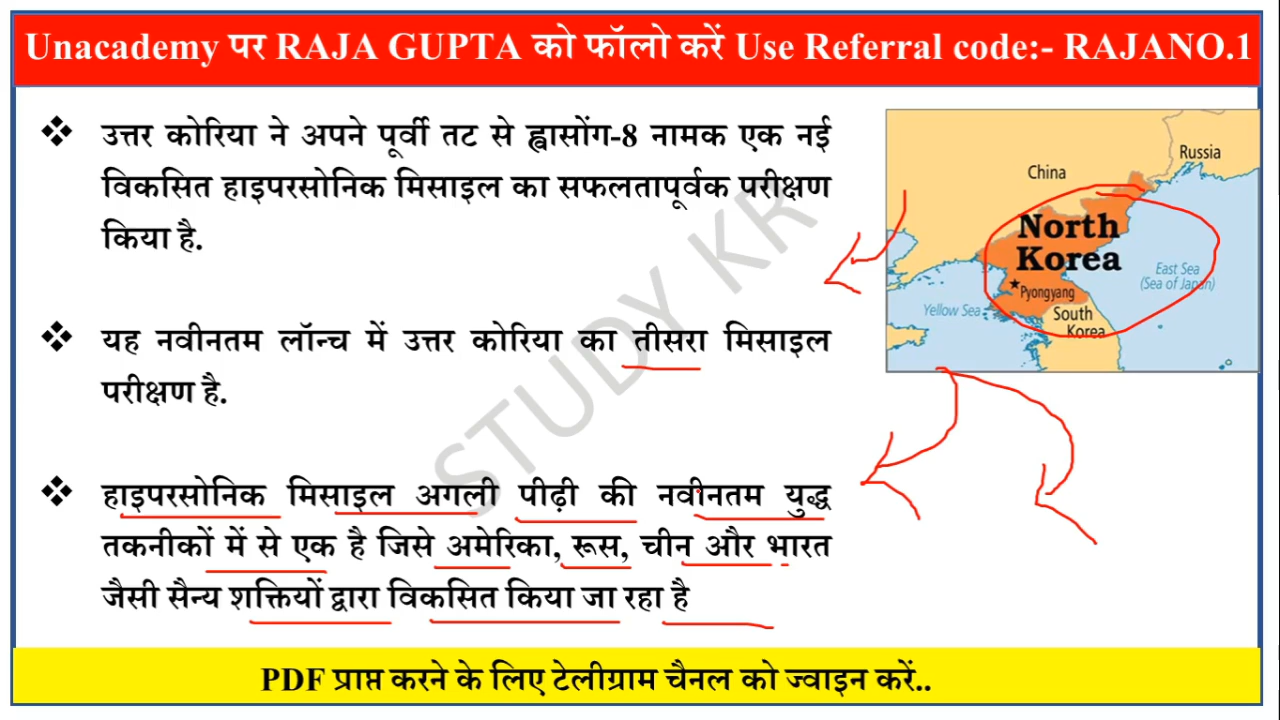 Unacademy पर RAJA GUPTA को फॉलो करें Use Referral code:- RAJANO.1
उत्तर कोरिया ने अपने पूर्वी तट से ह्वासोंग-8 नामक एक नई
विकसित हाइपरसोनिक मिसाइल का सफलतापूर्वक परीक्षण
किया है.
यह नवीनतम लॉन्च में उत्तर कोरिया का तीसरा मिसाइल
परीक्षण है.
हाइपरसोनिक मिसाइल अगली पीढ़ी की नवीनतम युद्ध
तकनीकों में से एक है जिसे अमेरिका, रूस, चीन और भारत
जैसी सैन्य शक्तियों द्वारा विकसित किया जा रहा है
STUDY KR
Russia
China
North
Korea
East Sea
(Sea of Japan)
Pyongyang
Yellow Sea
South
Korea
PDF प्राप्त करने के लिए टेलीग्राम चैनल को ज्वाइन करें..